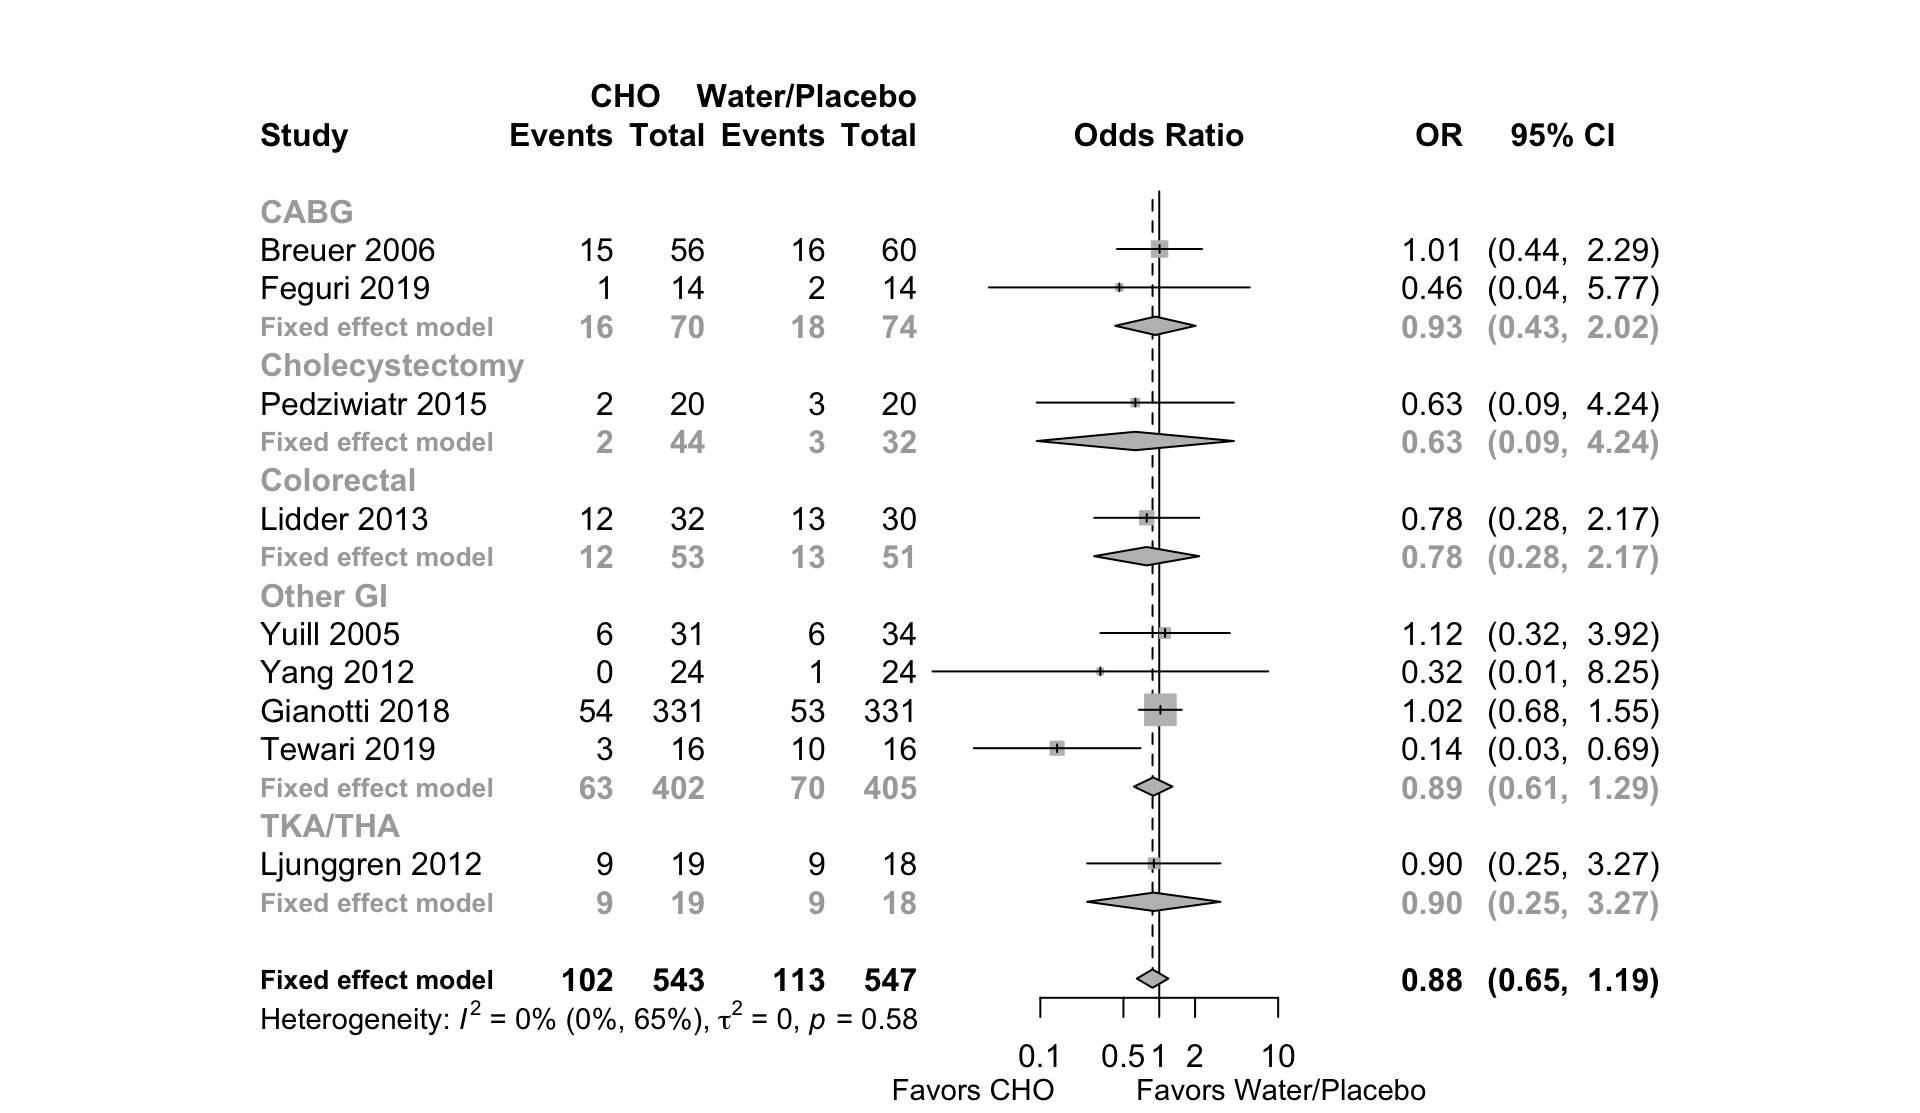 CHO Water/Placebo
Study Events Total Events Total Odds Ratio OR 95% CI
CABG
Breuer 2006 15 56 16 60 1.01 (0.44, 2.29)
Feguri 2019 1 14 2 14 0.46 (0.04, 5.77)
Fixed effect model 16 70 18 74 0.93 (0.43, 2.02)
Cholecystectomy
Pedziwiatr 2015 2 20 3 20 0.63 (0.09, 4.24)
Fixed effect model 2 44 3 32 0.63 (0.09, 4.24)
Colorectal
Lidder 2013 12 32 13 30 0.78 (0.28, 2.17)
Fixed effect model 12 53 13 51 0.78 (0.28, 2.17)
Other GI
Yuill 2005 6 31 6 34 1.12 (0.32, 3.92)
Yang 2012 0 24 1 24 0.32 (0.01, 8.25)
Gianotti 2018 54 331 53 331 1.02 (0.68, 1.55)
Tewari 2019 3 16 10 16 0.14 (0.03, 0.69)
Fixed effect model 63 402 70 405 0.89 (0.61, 1.29)
TKA/THA
Ljunggren 2012 9 19 9 18 0.90 (0.25, 3.27)
Fixed effect model 9 19 9 18 0.90 (0.25, 3.27)
Fixed effect model 102 543 113 547 0.88 (0.65, 1.19)
Heterogeneity: I² = 0% (0%, 65%), τ² = 0, p = 0.58
0.1 0.5 1 2 10
Favors CHO Favors Water/Placebo